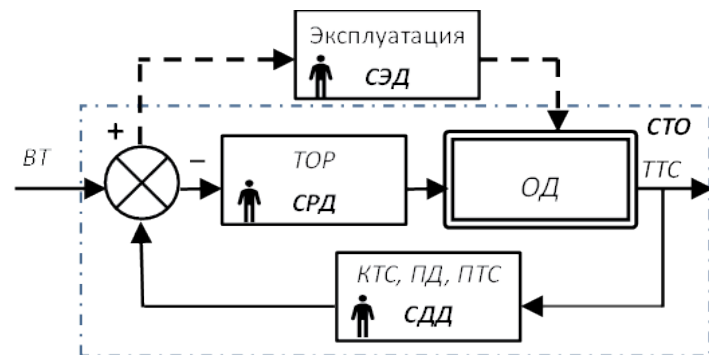 Эксплуатация
СЭД
+
СТО
ВТ
–
ТОР
СРД
ОД
ТТС
КТС, ПД, ПТС
СДД